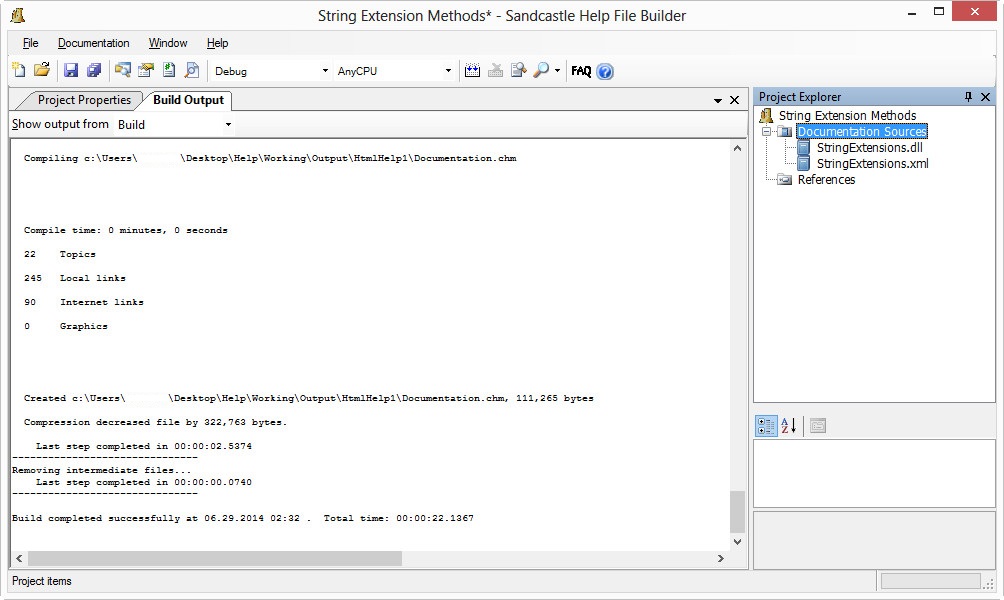 String Extension Methods* - Sandcastle Help File Builder
File Documentation Window Help
Debug AnyCPU FAQ
Project Properties Build Output
Show output from Build
Compiling c:\Users\ \Desktop\Help\Working\Output\HtmlHelp1\Documentation.chm
Compile time: 0 minutes, 0 seconds
22 Topics
245 Local links
90 Internet links
0 Graphics
Created c:\Users\ \Desktop\Help\Working\Output\HtmlHelp1\Documentation.chm, 111,265 bytes
Compression decreased file by 322,763 bytes.
Last step completed in 00:00:02.5374
-------------------------------
Removing intermediate files...
Last step completed in 00:00:00.0740
-------------------------------
Build completed successfully at 06.29.2014 02:32 . Total time: 00:00:22.1367
Project Explorer
String Extension Methods
Documentation Sources
StringExtensions.dll
StringExtensions.xml
References
A
Z
Project items